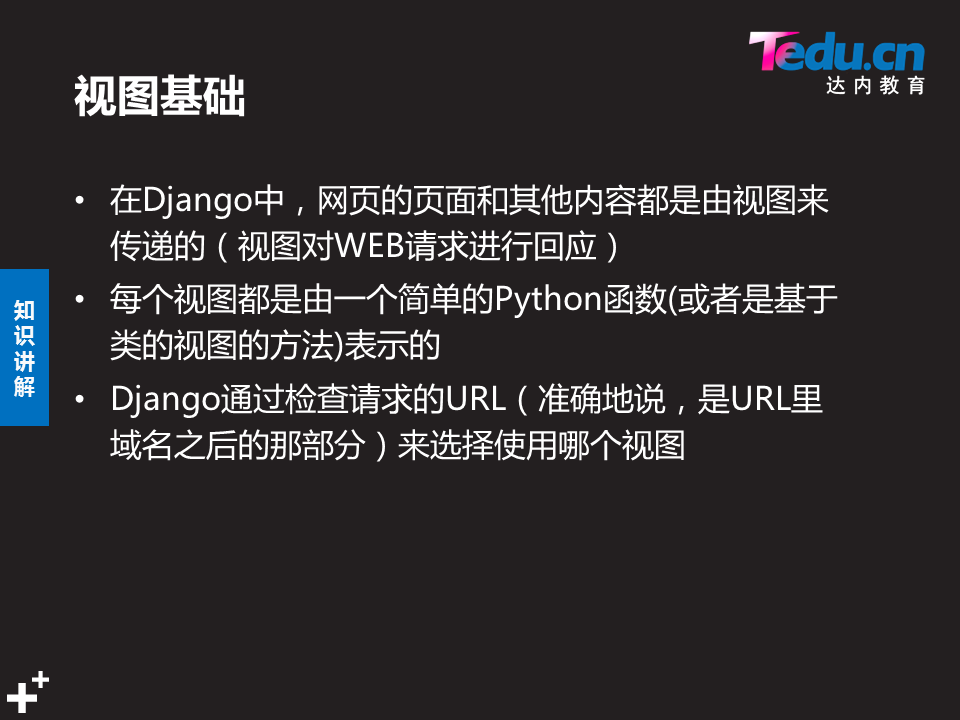 Tedu.cn
达内教育
视图基础
• 在Django中，网页的页面和其他内容都是由视图来
传递的（视图对WEB请求进行回应）
• 每个视图都是由一个简单的Python函数(或者是基于
类的视图的方法)表示的
• Django通过检查请求的URL（准确地说，是URL里
域名之后的那部分）来选择使用哪个视图
知
识
讲
解